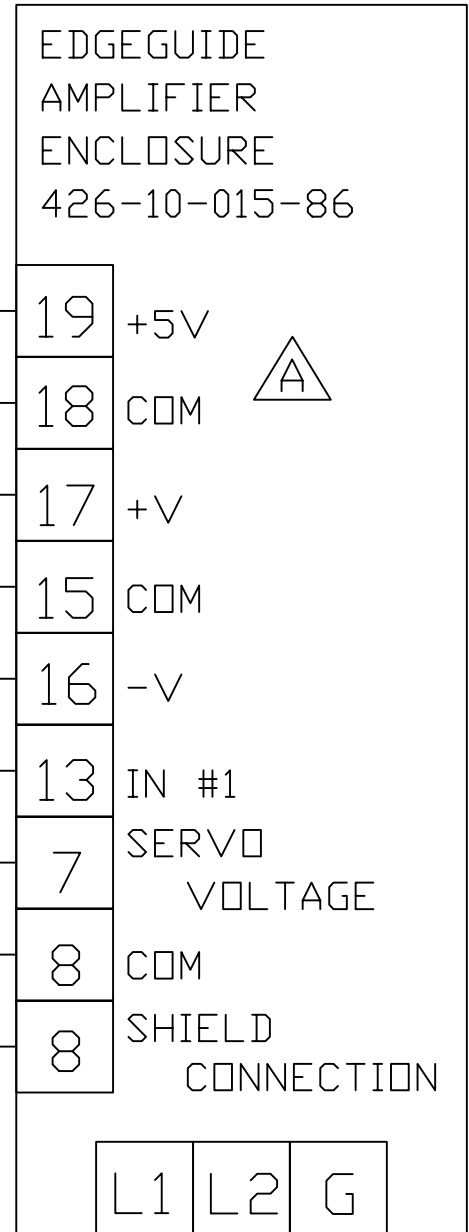 EDGEGUIDE
AMPLIFIER
ENCLOSURE
426-10-015-86
19 +5V
A
18 COM
17 +V
15 COM
16 -V
13 IN #1
7 SERVO
VOLTAGE
8 COM
8 SHIELD
CONNECTION
L1 L2 G